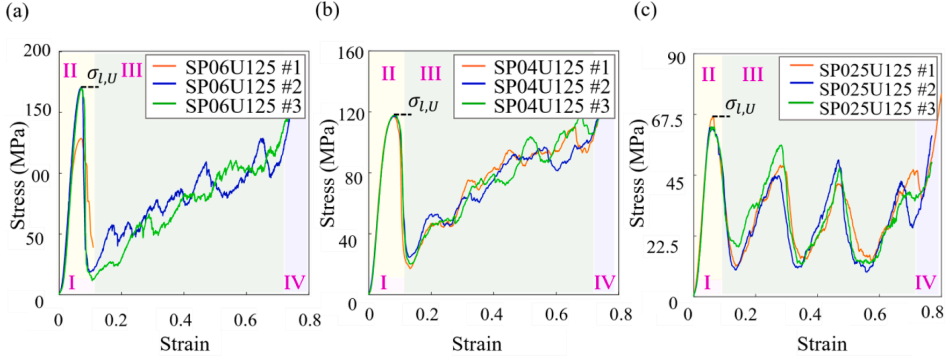 (a)
200
150
00
50
0
Stress (MPa)
II
III
I
IV
σl,U
SP06U125 #1
SP06U125 #2
SP06U125 #3
0
0.2
0.4
0.6
0.8
Strain
(b)
160
120
80
40
0
Stress (MPa)
II
III
I
IV
σl,U
SP04U125 #1
SP04U125 #2
SP04U125 #3
0
0.2
0.4
0.6
0.8
Strain
(c)
90
67.5
45
22.5
0
Stress (MPa)
II
III
I
IV
σl,U
SP025U125 #1
SP025U125 #2
SP025U125 #3
0
0.2
0.4
0.6
0.8
Strain